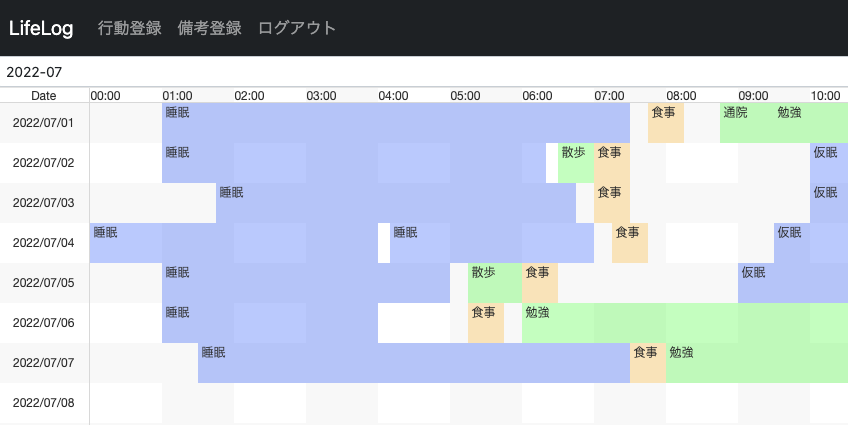 LifeLog 行動登録 備考登録 ログアウト
2022-07
Date 00:00 01:00 02:00 03:00 04:00 05:00 06:00 07:00 08:00 09:00 10:00
2022/07/01 睡眠 食事 通院 勉強
2022/07/02 睡眠 散歩 食事 仮眠
2022/07/03 睡眠 食事 仮眠
2022/07/04 睡眠 睡眠 食事 仮眠
2022/07/05 睡眠 散歩 食事 仮眠
2022/07/06 睡眠 食事 勉強
2022/07/07 睡眠 食事 勉強
2022/07/08